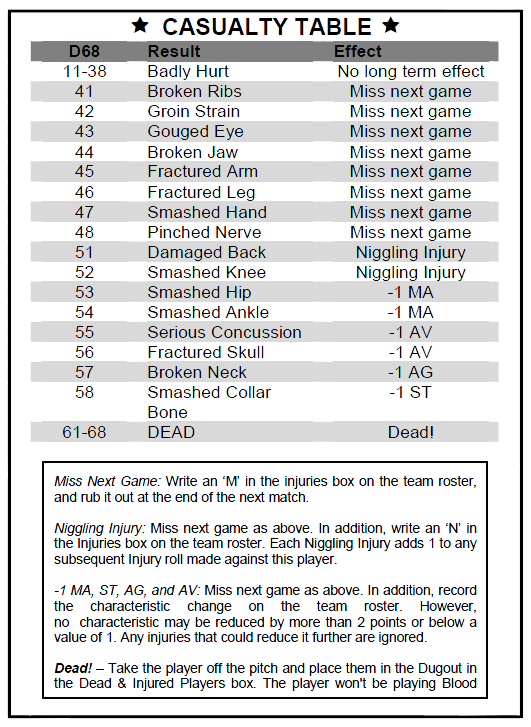 ★ CASUALTY TABLE ★
D68 Result Effect
11-38 Badly Hurt No long term effect
41 Broken Ribs Miss next game
42 Groin Strain Miss next game
43 Gouged Eye Miss next game
44 Broken Jaw Miss next game
45 Fractured Arm Miss next game
46 Fractured Leg Miss next game
47 Smashed Hand Miss next game
48 Pinched Nerve Miss next game
51 Damaged Back Niggling Injury
52 Smashed Knee Niggling Injury
53 Smashed Hip -1 MA
54 Smashed Ankle -1 MA
55 Serious Concussion -1 AV
56 Fractured Skull -1 AV
57 Broken Neck -1 AG
58 Smashed Collar -1 ST
Bone
61-68 DEAD Dead!
Miss Next Game: Write an ‘M’ in the injuries box on the team roster,
and rub it out at the end of the next match.
Niggling Injury: Miss next game as above. In addition, write an ‘N’ in
the Injuries box on the team roster. Each Niggling Injury adds 1 to any
subsequent Injury roll made against this player.
-1 MA, ST, AG, and AV: Miss next game as above. In addition, record
the characteristic change on the team roster. However,
no characteristic may be reduced by more than 2 points or below a
value of 1. Any injuries that could reduce it further are ignored.
Dead! – Take the player off the pitch and place them in the Dugout in
the Dead & Injured Players box. The player won't be playing Blood